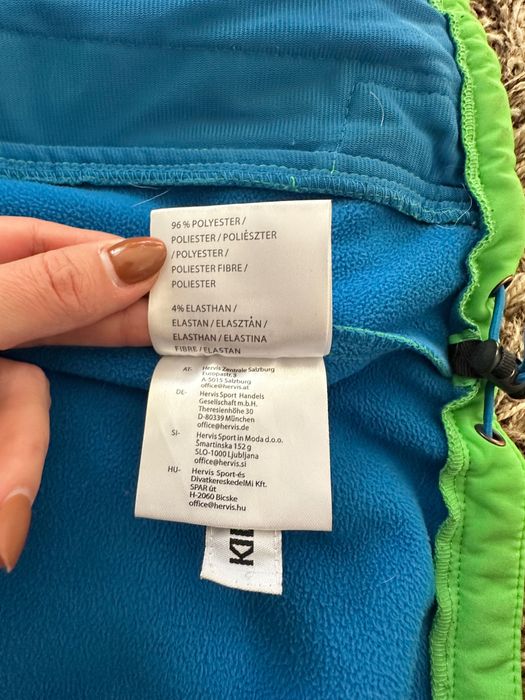 96 % POLYESTER /
POLIESTER / POLIÉSZTER
/ POLYESTER /
POLIESTER FIBRE /
POLIESTER
4% ELASTHAN /
ELASTAN / ELASZTÁN /
ELASTHAN / ELASTINA
FIBRE / ELASTAN
AT- Hervis Zentrale Salzburg
Europastr. 3
A-5015 Salzburg
office@hervis.at
DE- Hervis Sport Handels
Gesellschaft m.b.H.
Theresienhöhe 30
D-80339 München
office@hervis.de
SI- Hervis Sport in Moda d.o.o.
Šmartinska 152 g
SLO-1000 Ljubljana
office@hervis.si
HU- Hervis Sport-és
DivatkereskedelMi Kft.
SPAR út
H-2060 Bicske
office@hervis.hu